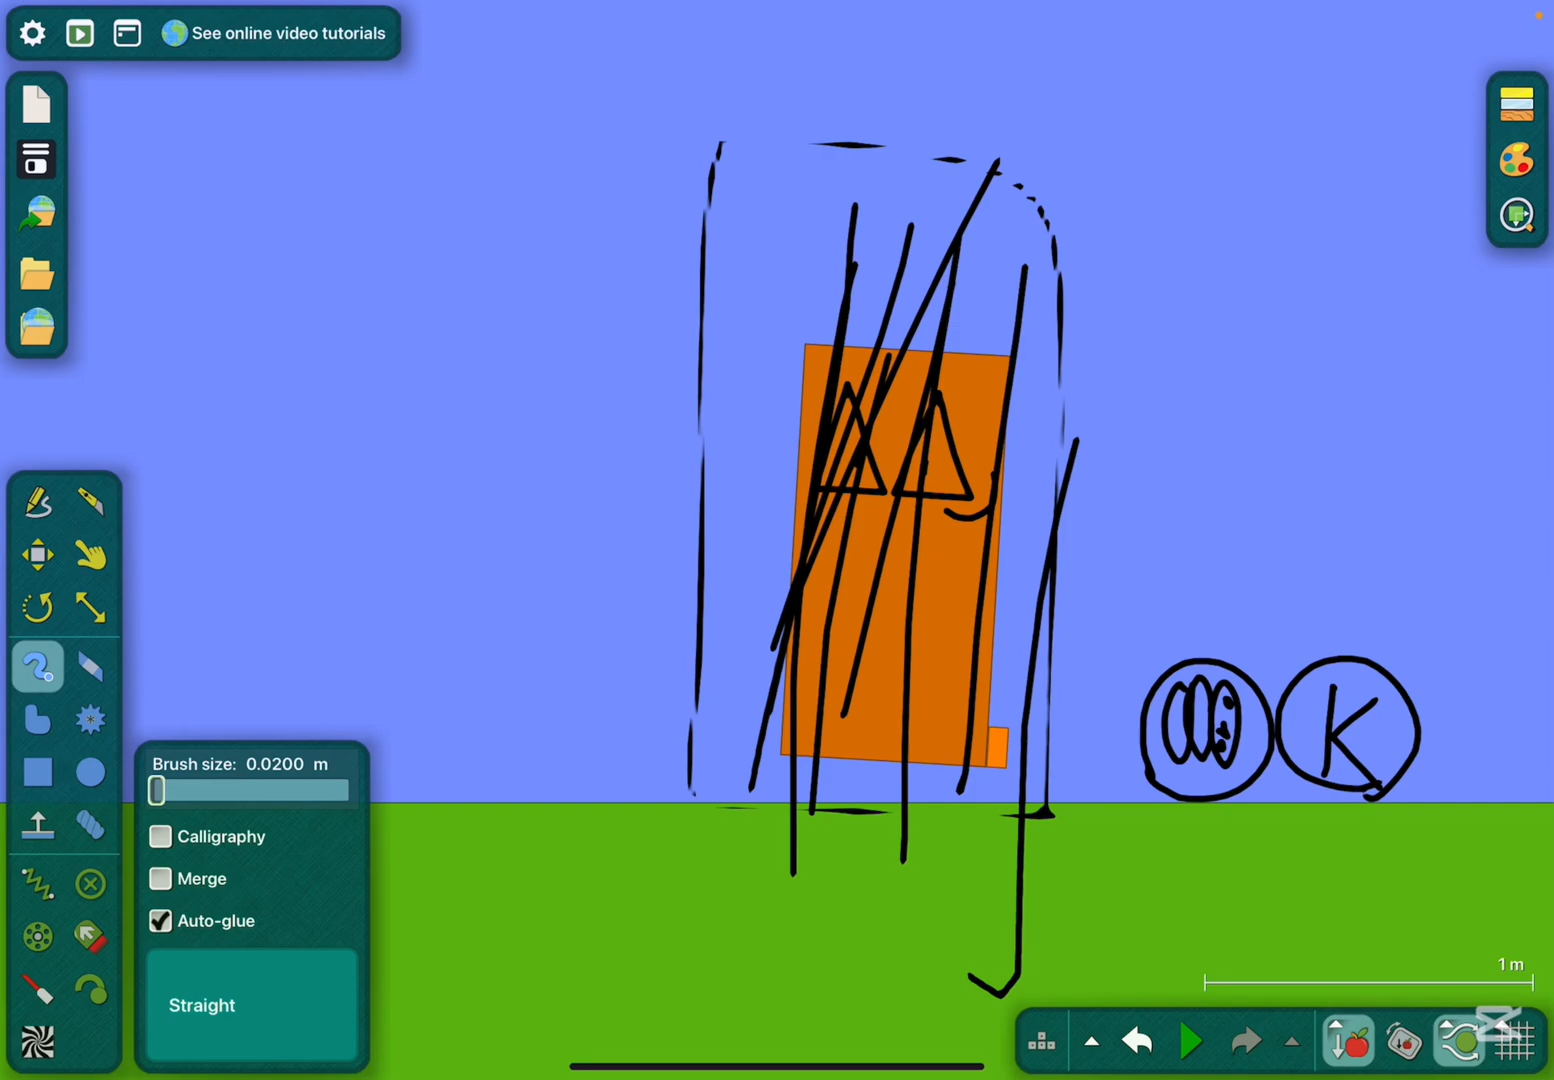 See online video tutorials
K
Brush size: 0.0200 m
Calligraphy
Merge
Auto-glue
Straight
1 m